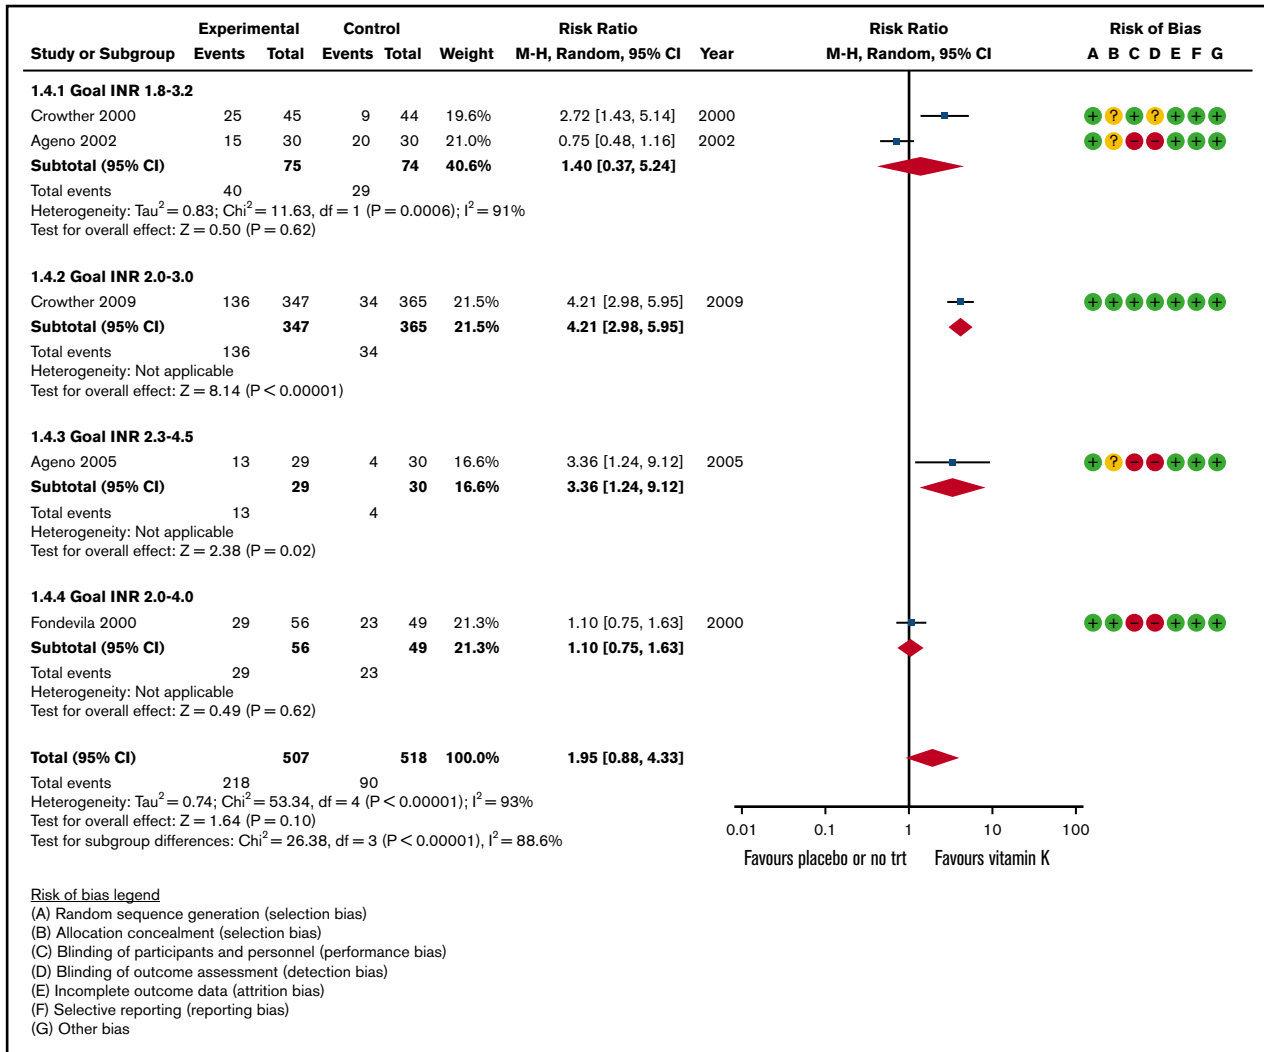 Experimental Control Risk Ratio Risk Ratio Risk of Bias
Study or Subgroup Events Total Events Total Weight M-H, Random, 95% CI Year M-H, Random, 95% CI A B C D E F G
1.4.1 Goal INR 1.8-3.2
Crowther 2000 25 45 9 44 19.6% 2.72 [1.43, 5.14] 2000 + ? + ? + + +
Ageno 2002 15 30 20 30 21.0% 0.75 [0.48, 1.16] 2002 + ? − − + + +
Subtotal (95% CI) 75 74 40.6% 1.40 [0.37, 5.24]
Total events 40 29
Heterogeneity: Tau² = 0.83; Chi² = 11.63, df = 1 (P = 0.0006); I² = 91%
Test for overall effect: Z = 0.50 (P = 0.62)
1.4.2 Goal INR 2.0-3.0
Crowther 2009 136 347 34 365 21.5% 4.21 [2.98, 5.95] 2009 + + + + + + +
Subtotal (95% CI) 347 365 21.5% 4.21 [2.98, 5.95]
Total events 136 34
Heterogeneity: Not applicable
Test for overall effect: Z = 8.14 (P < 0.00001)
1.4.3 Goal INR 2.3-4.5
Ageno 2005 13 29 4 30 16.6% 3.36 [1.24, 9.12] 2005 + ? − − + + +
Subtotal (95% CI) 29 30 16.6% 3.36 [1.24, 9.12]
Total events 13 4
Heterogeneity: Not applicable
Test for overall effect: Z = 2.38 (P = 0.02)
1.4.4 Goal INR 2.0-4.0
Fondevila 2000 29 56 23 49 21.3% 1.10 [0.75, 1.63] 2000 + + − − + + +
Subtotal (95% CI) 56 49 21.3% 1.10 [0.75, 1.63]
Total events 29 23
Heterogeneity: Not applicable
Test for overall effect: Z = 0.49 (P = 0.62)
Total (95% CI) 507 518 100.0% 1.95 [0.88, 4.33]
Total events 218 90
Heterogeneity: Tau² = 0.74; Chi² = 53.34, df = 4 (P < 0.00001); I² = 93%
Test for overall effect: Z = 1.64 (P = 0.10)
Test for subgroup differences: Chi² = 26.38, df = 3 (P < 0.00001), I² = 88.6%
0.01 0.1 1 10 100
Favours placebo or no trt Favours vitamin K
Risk of bias legend
(A) Random sequence generation (selection bias)
(B) Allocation concealment (selection bias)
(C) Blinding of participants and personnel (performance bias)
(D) Blinding of outcome assessment (detection bias)
(E) Incomplete outcome data (attrition bias)
(F) Selective reporting (reporting bias)
(G) Other bias